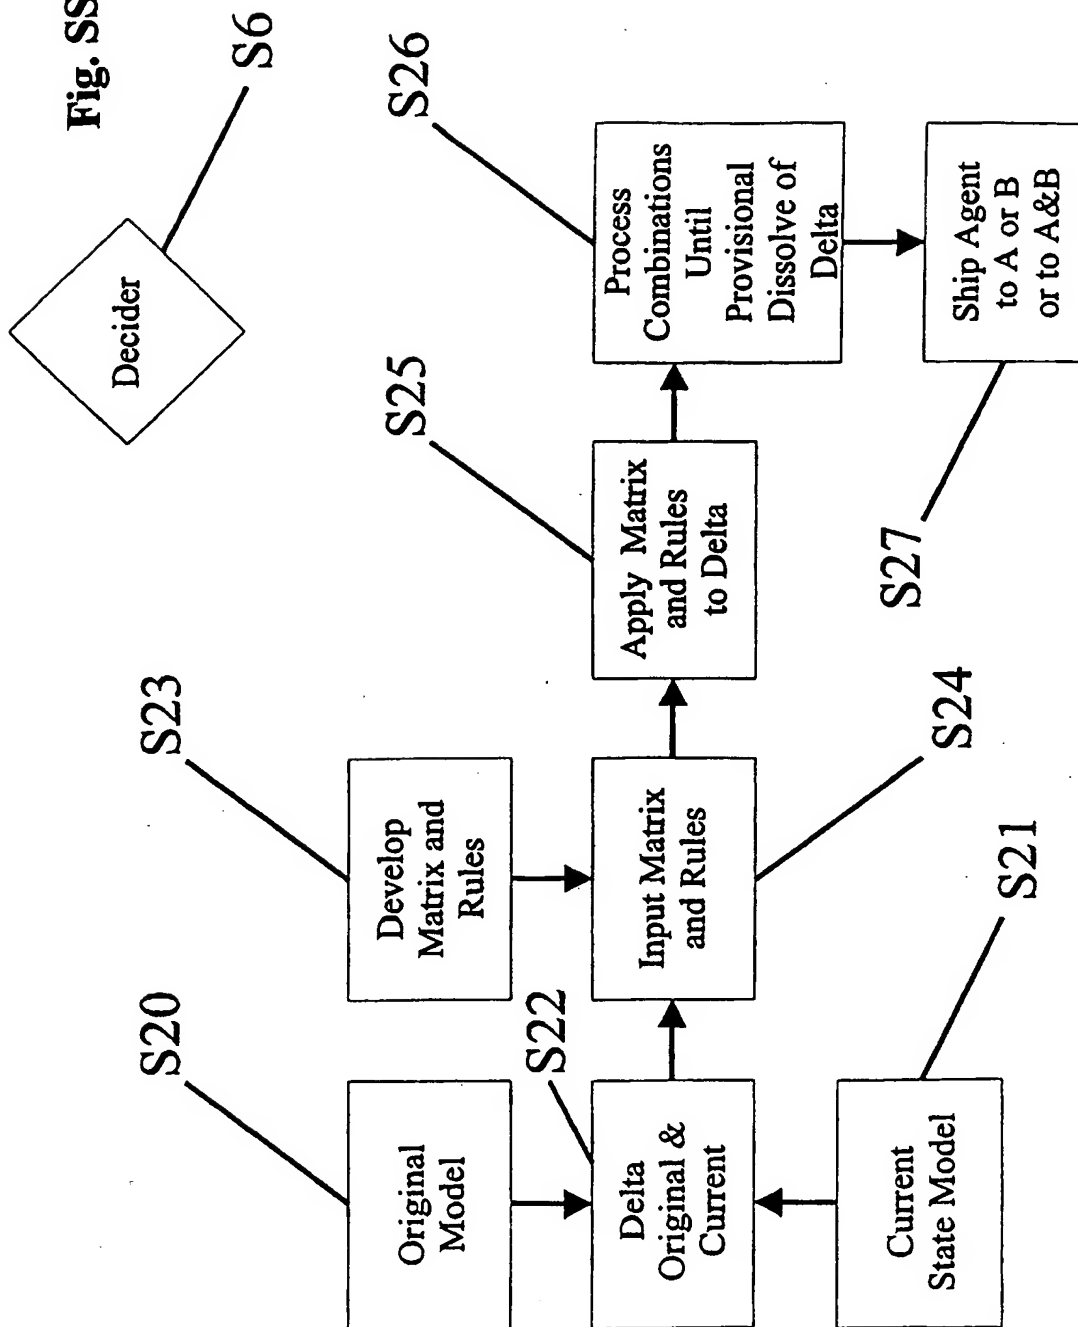 Fig. SS
Decider
S6
S20
Original
Model
S23
Develop
Matrix and
Rules
S22
Delta
Original &
Current
Input Matrix
and Rules
S25
Apply Matrix
and Rules
to Delta
S26
Process
Combinations
Until
Provisional
Dissolve of
Delta
Current
State Model
S21
S24
S27
Ship Agent
to A or B
or to A&B